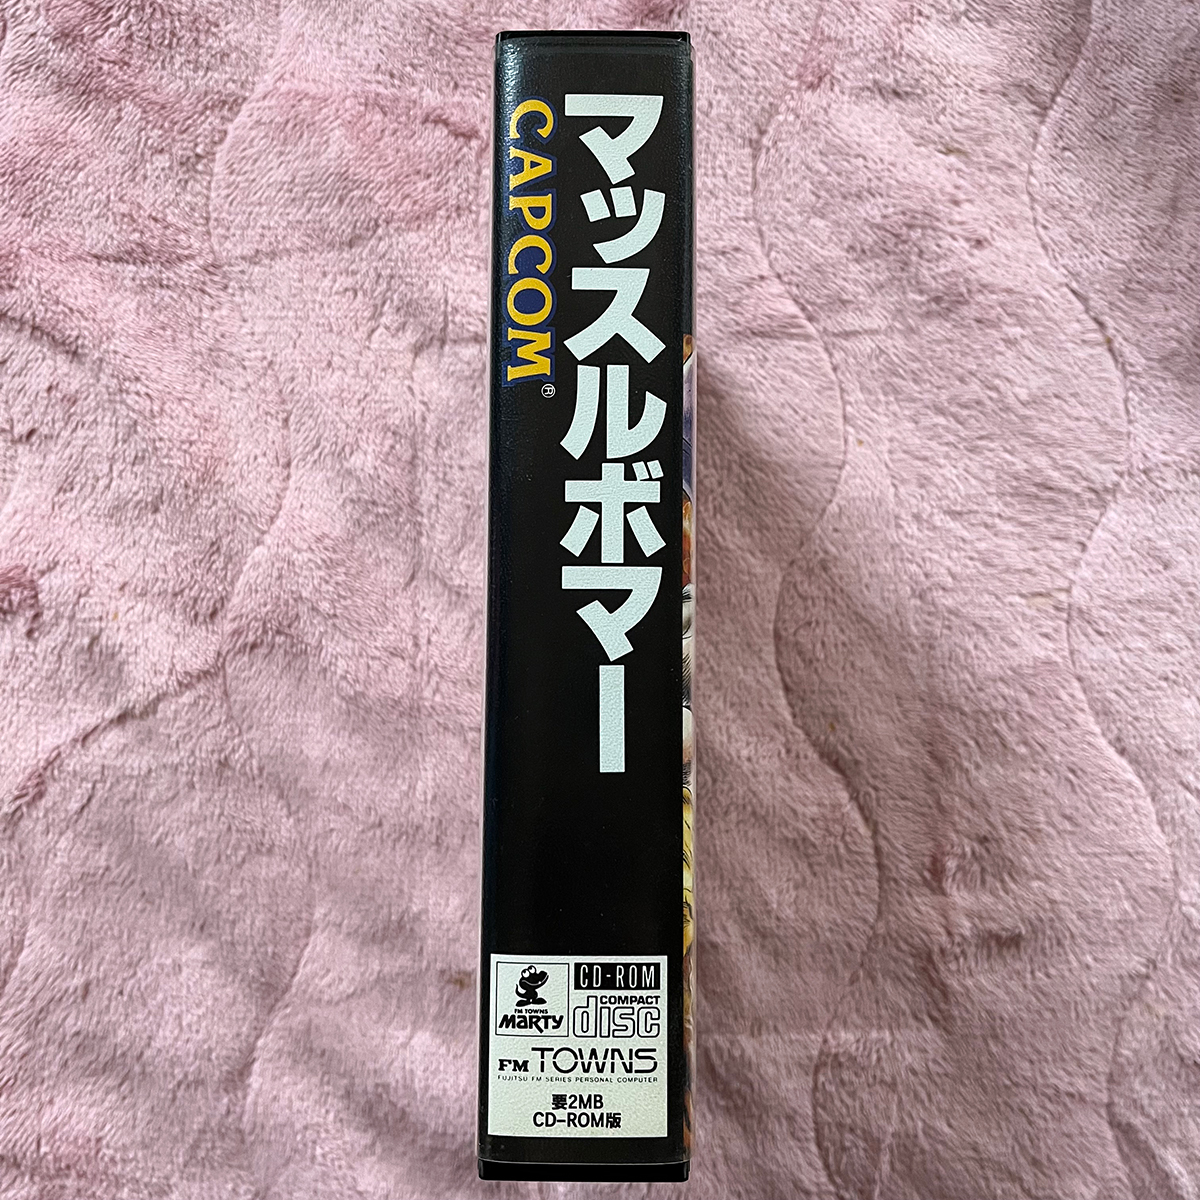 マッスルボマー
CAPCOM®
FM TOWNS
MARTY
CD-ROM
COMPACT
disc
FM TOWNS
FUJITSU FM SERIES PERSONAL COMPUTER
要2MB
CD-ROM版